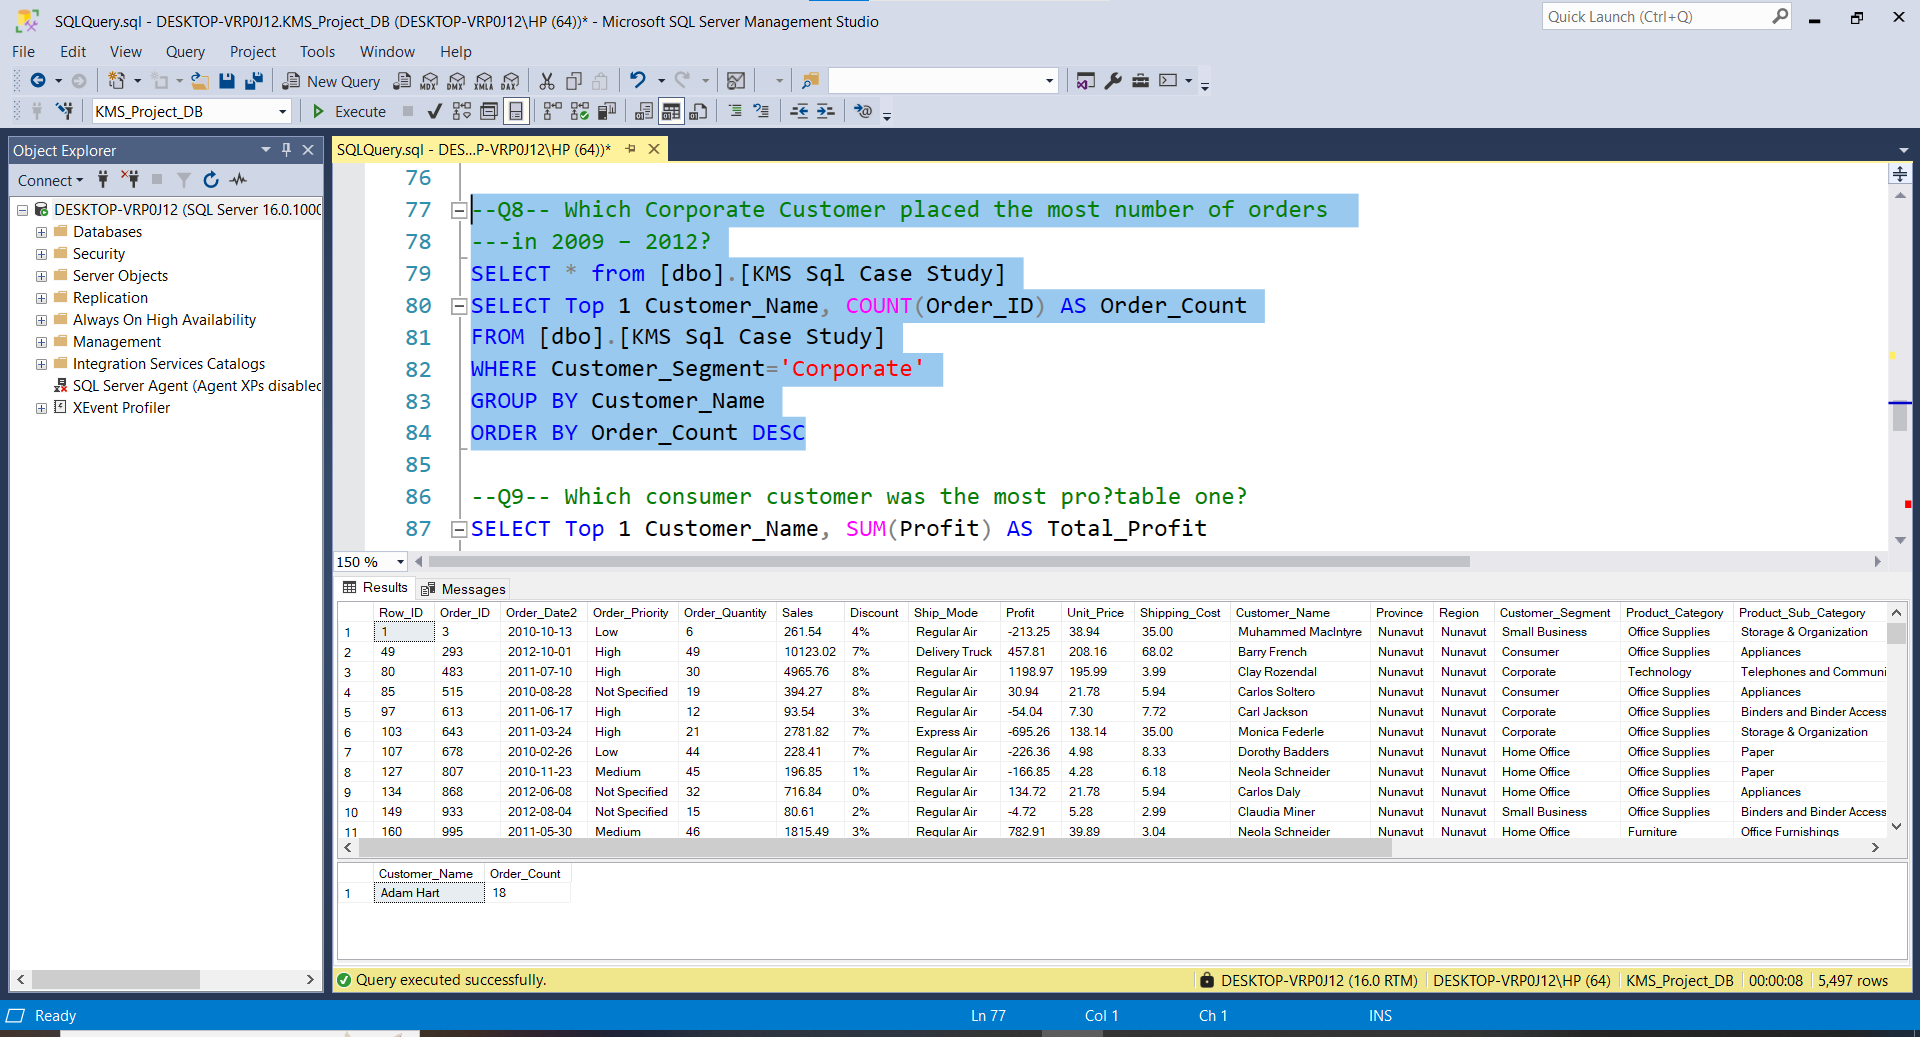 SQLQuery.sql - DESKTOP-VRP0J12.KMS_Project_DB (DESKTOP-VRP0J12\HP (64))* - Microsoft SQL Server Management Studio
Quick Launch (Ctrl+Q)
File Edit View Query Project Tools Window Help
New Query MDX DMX XMLA DAX
KMS_Project_DB Execute
Object Explorer
SQLQuery.sql - DES...P-VRP0J12\HP (64))*
Connect
DESKTOP-VRP0J12 (SQL Server 16.0.1000
Databases
Security
Server Objects
Replication
Always On High Availability
Management
Integration Services Catalogs
SQL Server Agent (Agent XPs disabled
XEvent Profiler
76
77 --Q8-- Which Corporate Customer placed the most number of orders
78 ---in 2009 – 2012?
79 SELECT * from [dbo].[KMS Sql Case Study]
80 SELECT Top 1 Customer_Name, COUNT(Order_ID) AS Order_Count
81 FROM [dbo].[KMS Sql Case Study]
82 WHERE Customer_Segment='Corporate'
83 GROUP BY Customer_Name
84 ORDER BY Order_Count DESC
85
86 --Q9-- Which consumer customer was the most pro?table one?
87 SELECT Top 1 Customer_Name, SUM(Profit) AS Total_Profit
150 %
Results Messages
Row_ID Order_ID Order_Date2 Order_Priority Order_Quantity Sales Discount Ship_Mode Profit Unit_Price Shipping_Cost Customer_Name Province Region Customer_Segment Product_Category Product_Sub_Category
1 1 3 2010-10-13 Low 6 261.54 4% Regular Air -213.25 38.94 35.00 Muhammed MacIntyre Nunavut Nunavut Small Business Office Supplies Storage & Organization
2 49 293 2012-10-01 High 49 10123.02 7% Delivery Truck 457.81 208.16 68.02 Barry French Nunavut Nunavut Consumer Office Supplies Appliances
3 80 483 2011-07-10 High 30 4965.76 8% Regular Air 1198.97 195.99 3.99 Clay Rozendal Nunavut Nunavut Corporate Technology Telephones and Communi
4 85 515 2010-08-28 Not Specified 19 394.27 8% Regular Air 30.94 21.78 5.94 Carlos Soltero Nunavut Nunavut Consumer Office Supplies Appliances
5 97 613 2011-06-17 High 12 93.54 3% Regular Air -54.04 7.30 7.72 Carl Jackson Nunavut Nunavut Corporate Office Supplies Binders and Binder Access
6 103 643 2011-03-24 High 21 2781.82 7% Express Air -695.26 138.14 35.00 Monica Federle Nunavut Nunavut Corporate Office Supplies Storage & Organization
7 107 678 2010-02-26 Low 44 228.41 7% Regular Air -226.36 4.98 8.33 Dorothy Badders Nunavut Nunavut Home Office Office Supplies Paper
8 127 807 2010-11-23 Medium 45 196.85 1% Regular Air -166.85 4.28 6.18 Neola Schneider Nunavut Nunavut Home Office Office Supplies Paper
9 134 868 2012-06-08 Not Specified 32 716.84 0% Regular Air 134.72 21.78 5.94 Carlos Daly Nunavut Nunavut Home Office Office Supplies Appliances
10 149 933 2012-08-04 Not Specified 15 80.61 2% Regular Air -4.72 5.28 2.99 Claudia Miner Nunavut Nunavut Small Business Office Supplies Binders and Binder Access
11 160 995 2011-05-30 Medium 46 1815.49 3% Regular Air 782.91 39.89 3.04 Neola Schneider Nunavut Nunavut Home Office Furniture Office Furnishings
Customer_Name Order_Count
1 Adam Hart 18
Query executed successfully. DESKTOP-VRP0J12 (16.0 RTM) DESKTOP-VRP0J12\HP (64) KMS_Project_DB 00:00:08 5,497 rows
Ready Ln 77 Col 1 Ch 1 INS